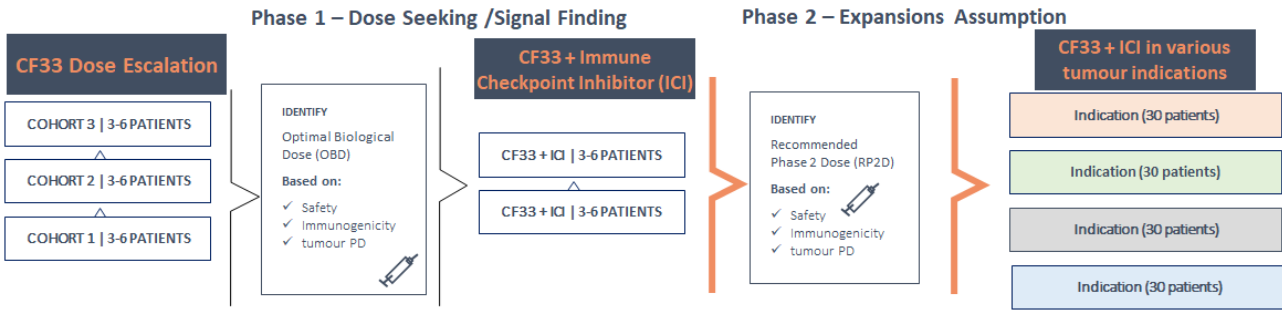 Phase 1 – Dose Seeking /Signal Finding
Phase 2 – Expansions Assumption
CF33 Dose Escalation
COHORT 3 | 3-6 PATIENTS
COHORT 2 | 3-6 PATIENTS
COHORT 1 | 3-6 PATIENTS
IDENTIFY
Optimal Biological
Dose (OBD)
Based on:
✓ Safety
✓ Immunogenicity
✓ tumour PD
CF33 + Immune
Checkpoint Inhibitor (ICI)
CF33 + ICI | 3-6 PATIENTS
CF33 + ICI | 3-6 PATIENTS
IDENTIFY
Recommended
Phase 2 Dose (RP2D)
Based on:
✓ Safety
✓ Immunogenicity
✓ tumour PD
CF33 + ICI in various
tumour indications
Indication (30 patients)
Indication (30 patients)
Indication (30 patients)
Indication (30 patients)